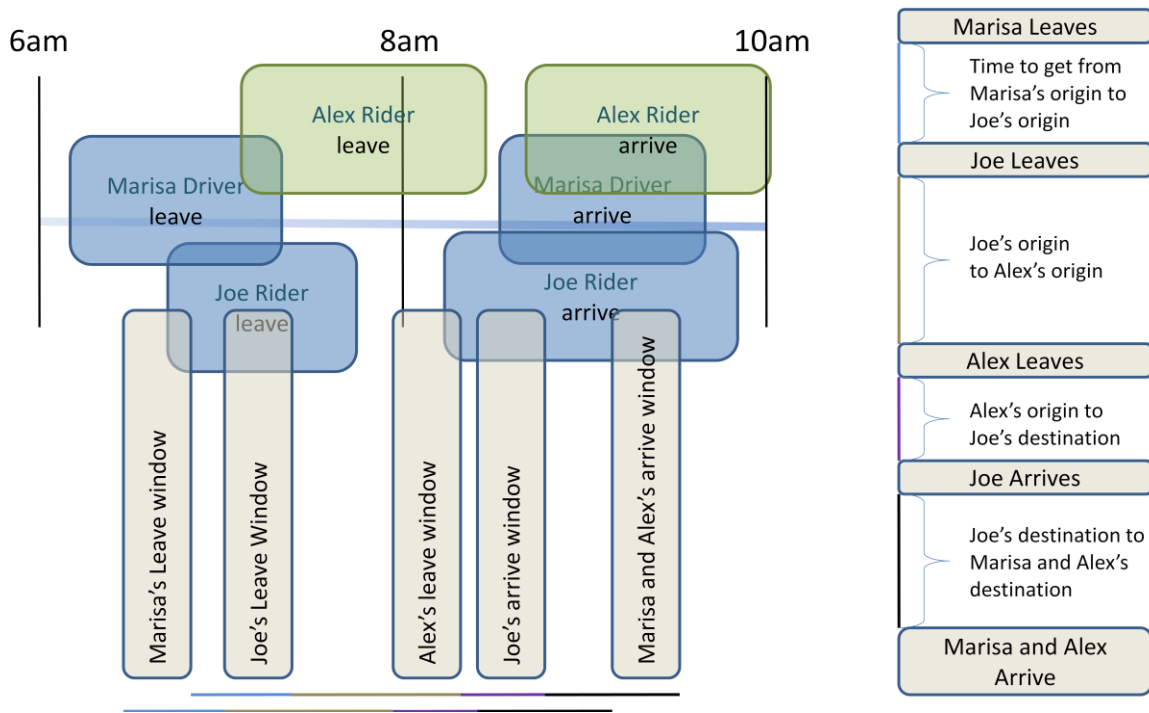 6am
8am
10am
Alex Rider
leave
Alex Rider
arrive
Marisa Driver
leave
Marisa Driver
arrive
Joe Rider
leave
Joe Rider
arrive
Marisa's Leave window
Joe's Leave Window
Alex's leave window
Joe's arrive window
Marisa and Alex's arrive window
Marisa Leaves
Time to get from
Marisa's origin to
Joe's origin
Joe Leaves
Joe's origin
to Alex's origin
Alex Leaves
Alex's origin to
Joe's destination
Joe Arrives
Joe's destination to
Marisa and Alex's
destination
Marisa and Alex
Arrive